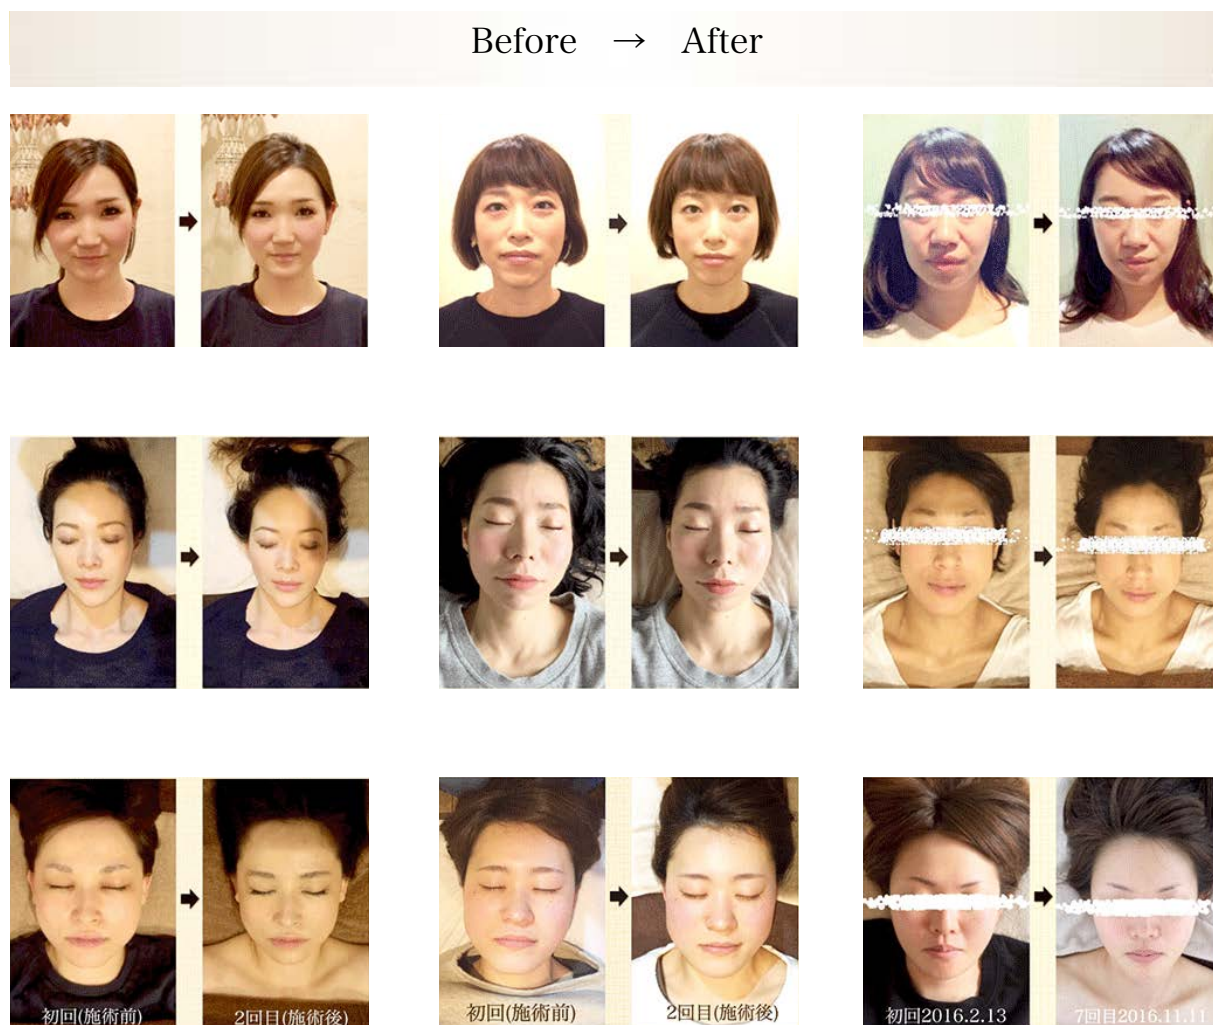 Before → After
初回(施術前)
2回目(施術後)
初回(施術前)
2回目(施術後)
初回2016.2.13
7回目2016.11.11